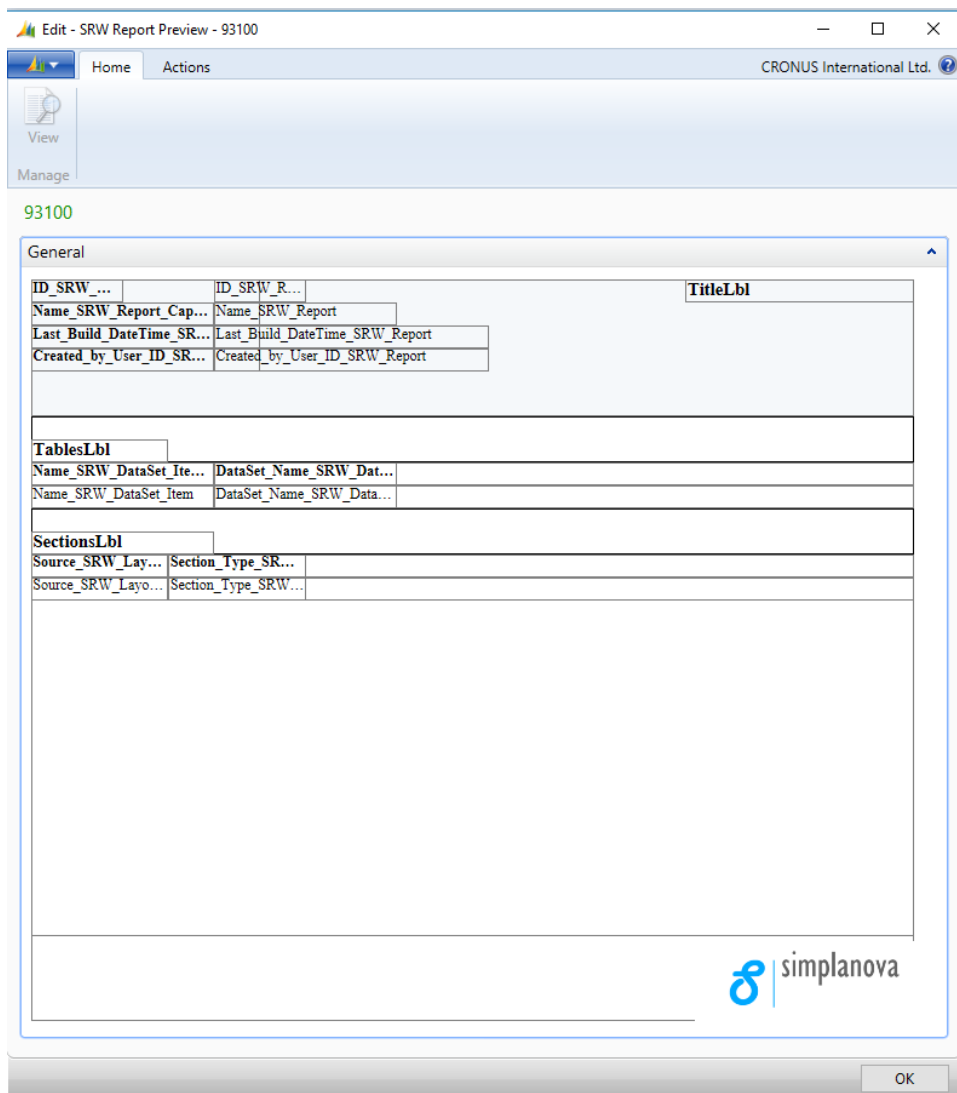 Edit - SRW Report Preview - 93100
Home Actions CRONUS International Ltd.
View
Manage
93100
General
ID_SRW_... ID_SRW_R... TitleLbl
Name_SRW_Report_Cap... Name_SRW_Report
Last_Build_DateTime_SR... Last_Build_DateTime_SRW_Report
Created_by_User_ID_SR... Created_by_User_ID_SRW_Report
TablesLbl
Name_SRW_DataSet_Ite... DataSet_Name_SRW_Dat...
Name_SRW_DataSet_Item DataSet_Name_SRW_Data...
SectionsLbl
Source_SRW_Lay... Section_Type_SR...
Source_SRW_Layo... Section_Type_SRW...
simplanova
OK